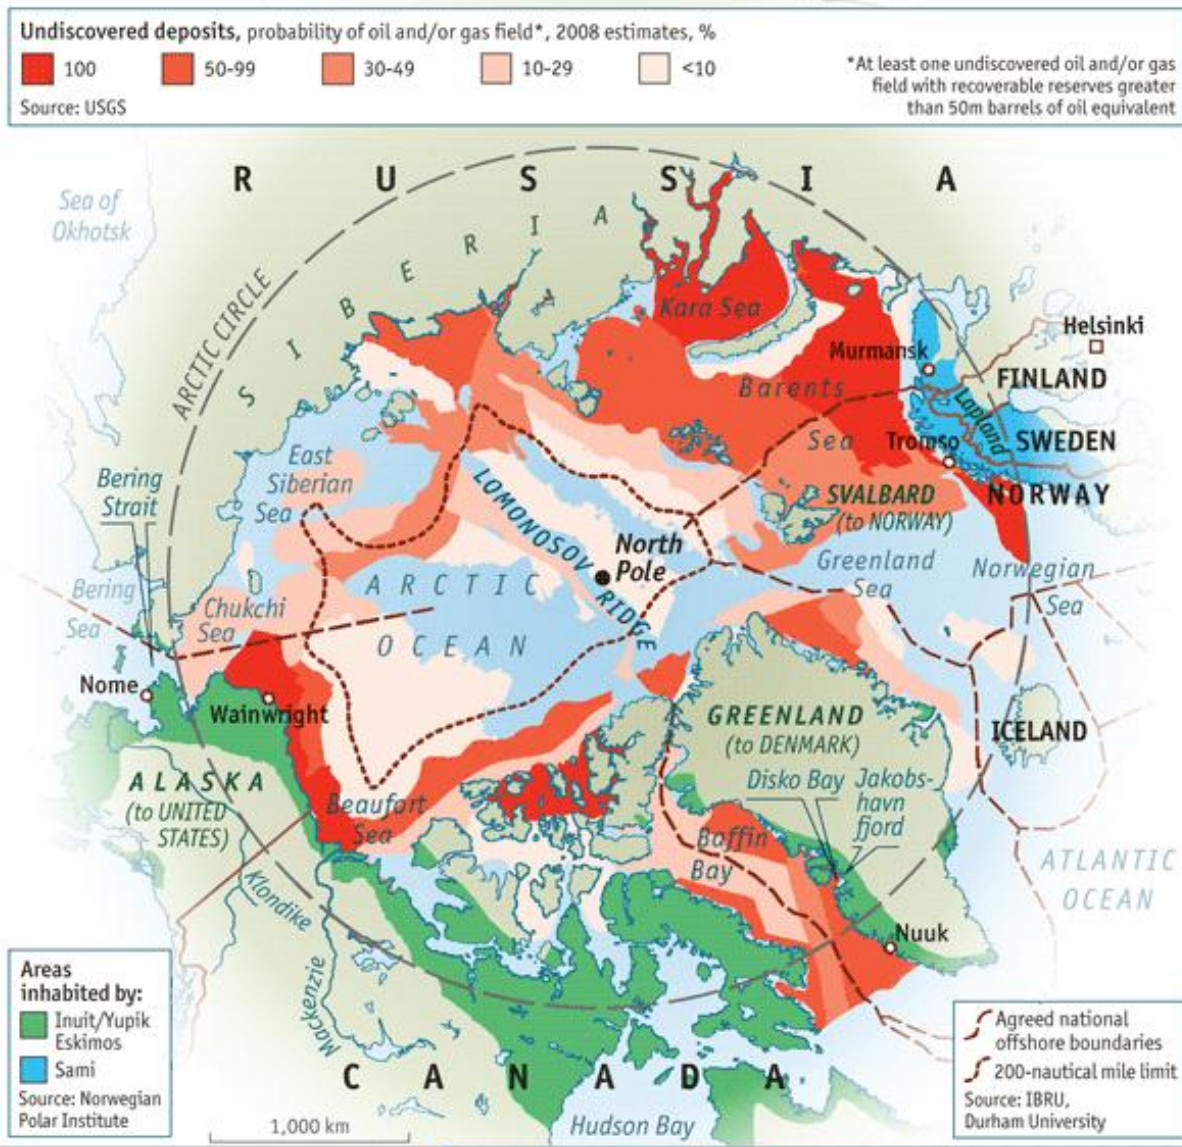 Undiscovered deposits, probability of oil and/or gas field*, 2008 estimates, %
100
50-99
30-49
10-29
<10
*At least one undiscovered oil and/or gas
field with recoverable reserves greater
than 50m barrels of oil equivalent
Source: USGS
RUSSIA
SIBERIA
Sea of
Okhotsk
ARCTIC CIRCLE
Kara Sea
Helsinki
Murmansk
FINLAND
Barents
Sea
Lapland
Tromso
SWEDEN
NORWAY
East
Siberian
Sea
Bering
Strait
LOMONOSOV
RIDGE
SVALBARD
(to NORWAY)
North
Pole
Greenland
Sea
Norwegian
Sea
ARCTIC
OCEAN
Bering
Sea
Chukchi
Sea
Nome
Wainwright
GREENLAND
(to DENMARK)
ICELAND
ALASKA
(to UNITED
STATES)
Beaufort
Sea
Disko Bay
Jakobs-
havn
fjord
Baffin
Bay
ATLANTIC
OCEAN
Klondike
Nuuk
Mackenzie
CANADA
Hudson Bay
Areas
inhabited by:
Inuit/Yupik
Eskimos
Sami
Source: Norwegian
Polar Institute
1,000 km
Agreed national
offshore boundaries
200-nautical mile limit
Source: IBRU,
Durham University